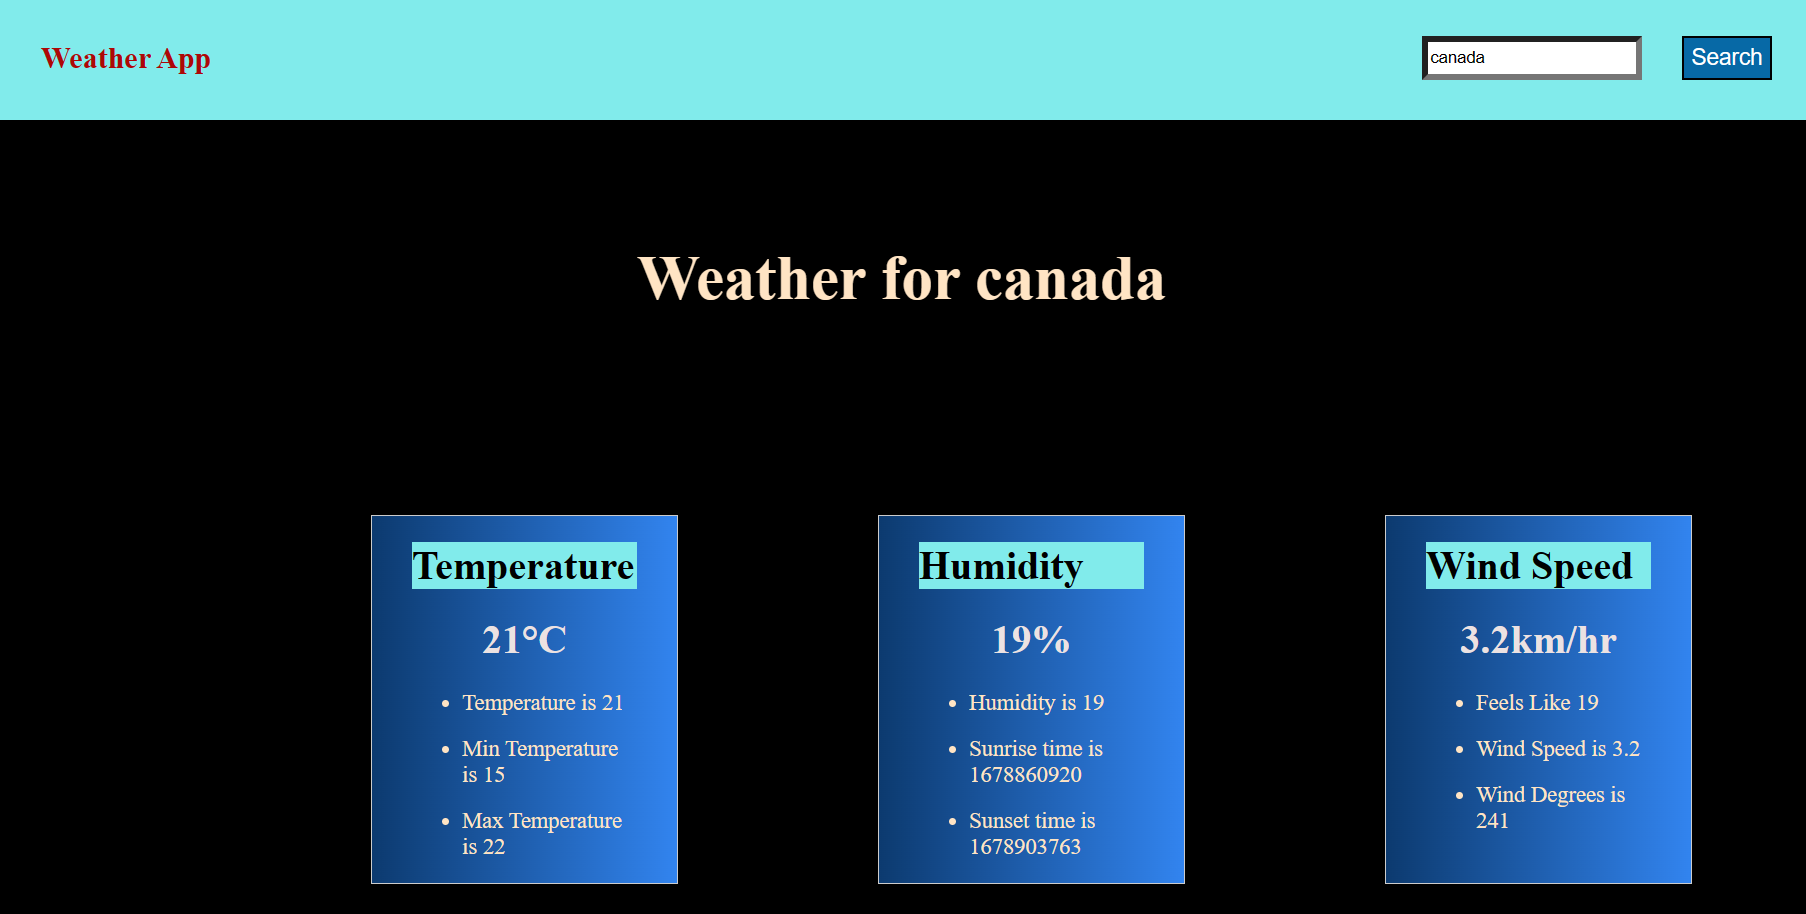 Weather App
canada
Search
Weather for canada
Temperature
21°C
Temperature is 21
Min Temperature
is 15
Max Temperature
is 22
Humidity
19%
Humidity is 19
Sunrise time is
1678860920
Sunset time is
1678903763
Wind Speed
3.2km/hr
Feels Like 19
Wind Speed is 3.2
Wind Degrees is
241